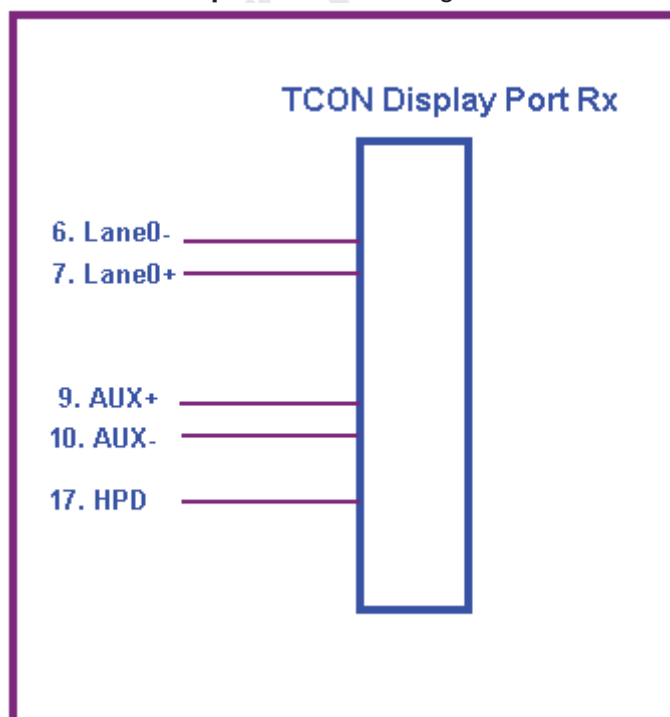 TCON Display Port Rx
6. Lane0-
7. Lane0+
9. AUX+
10. AUX-
17. HPD